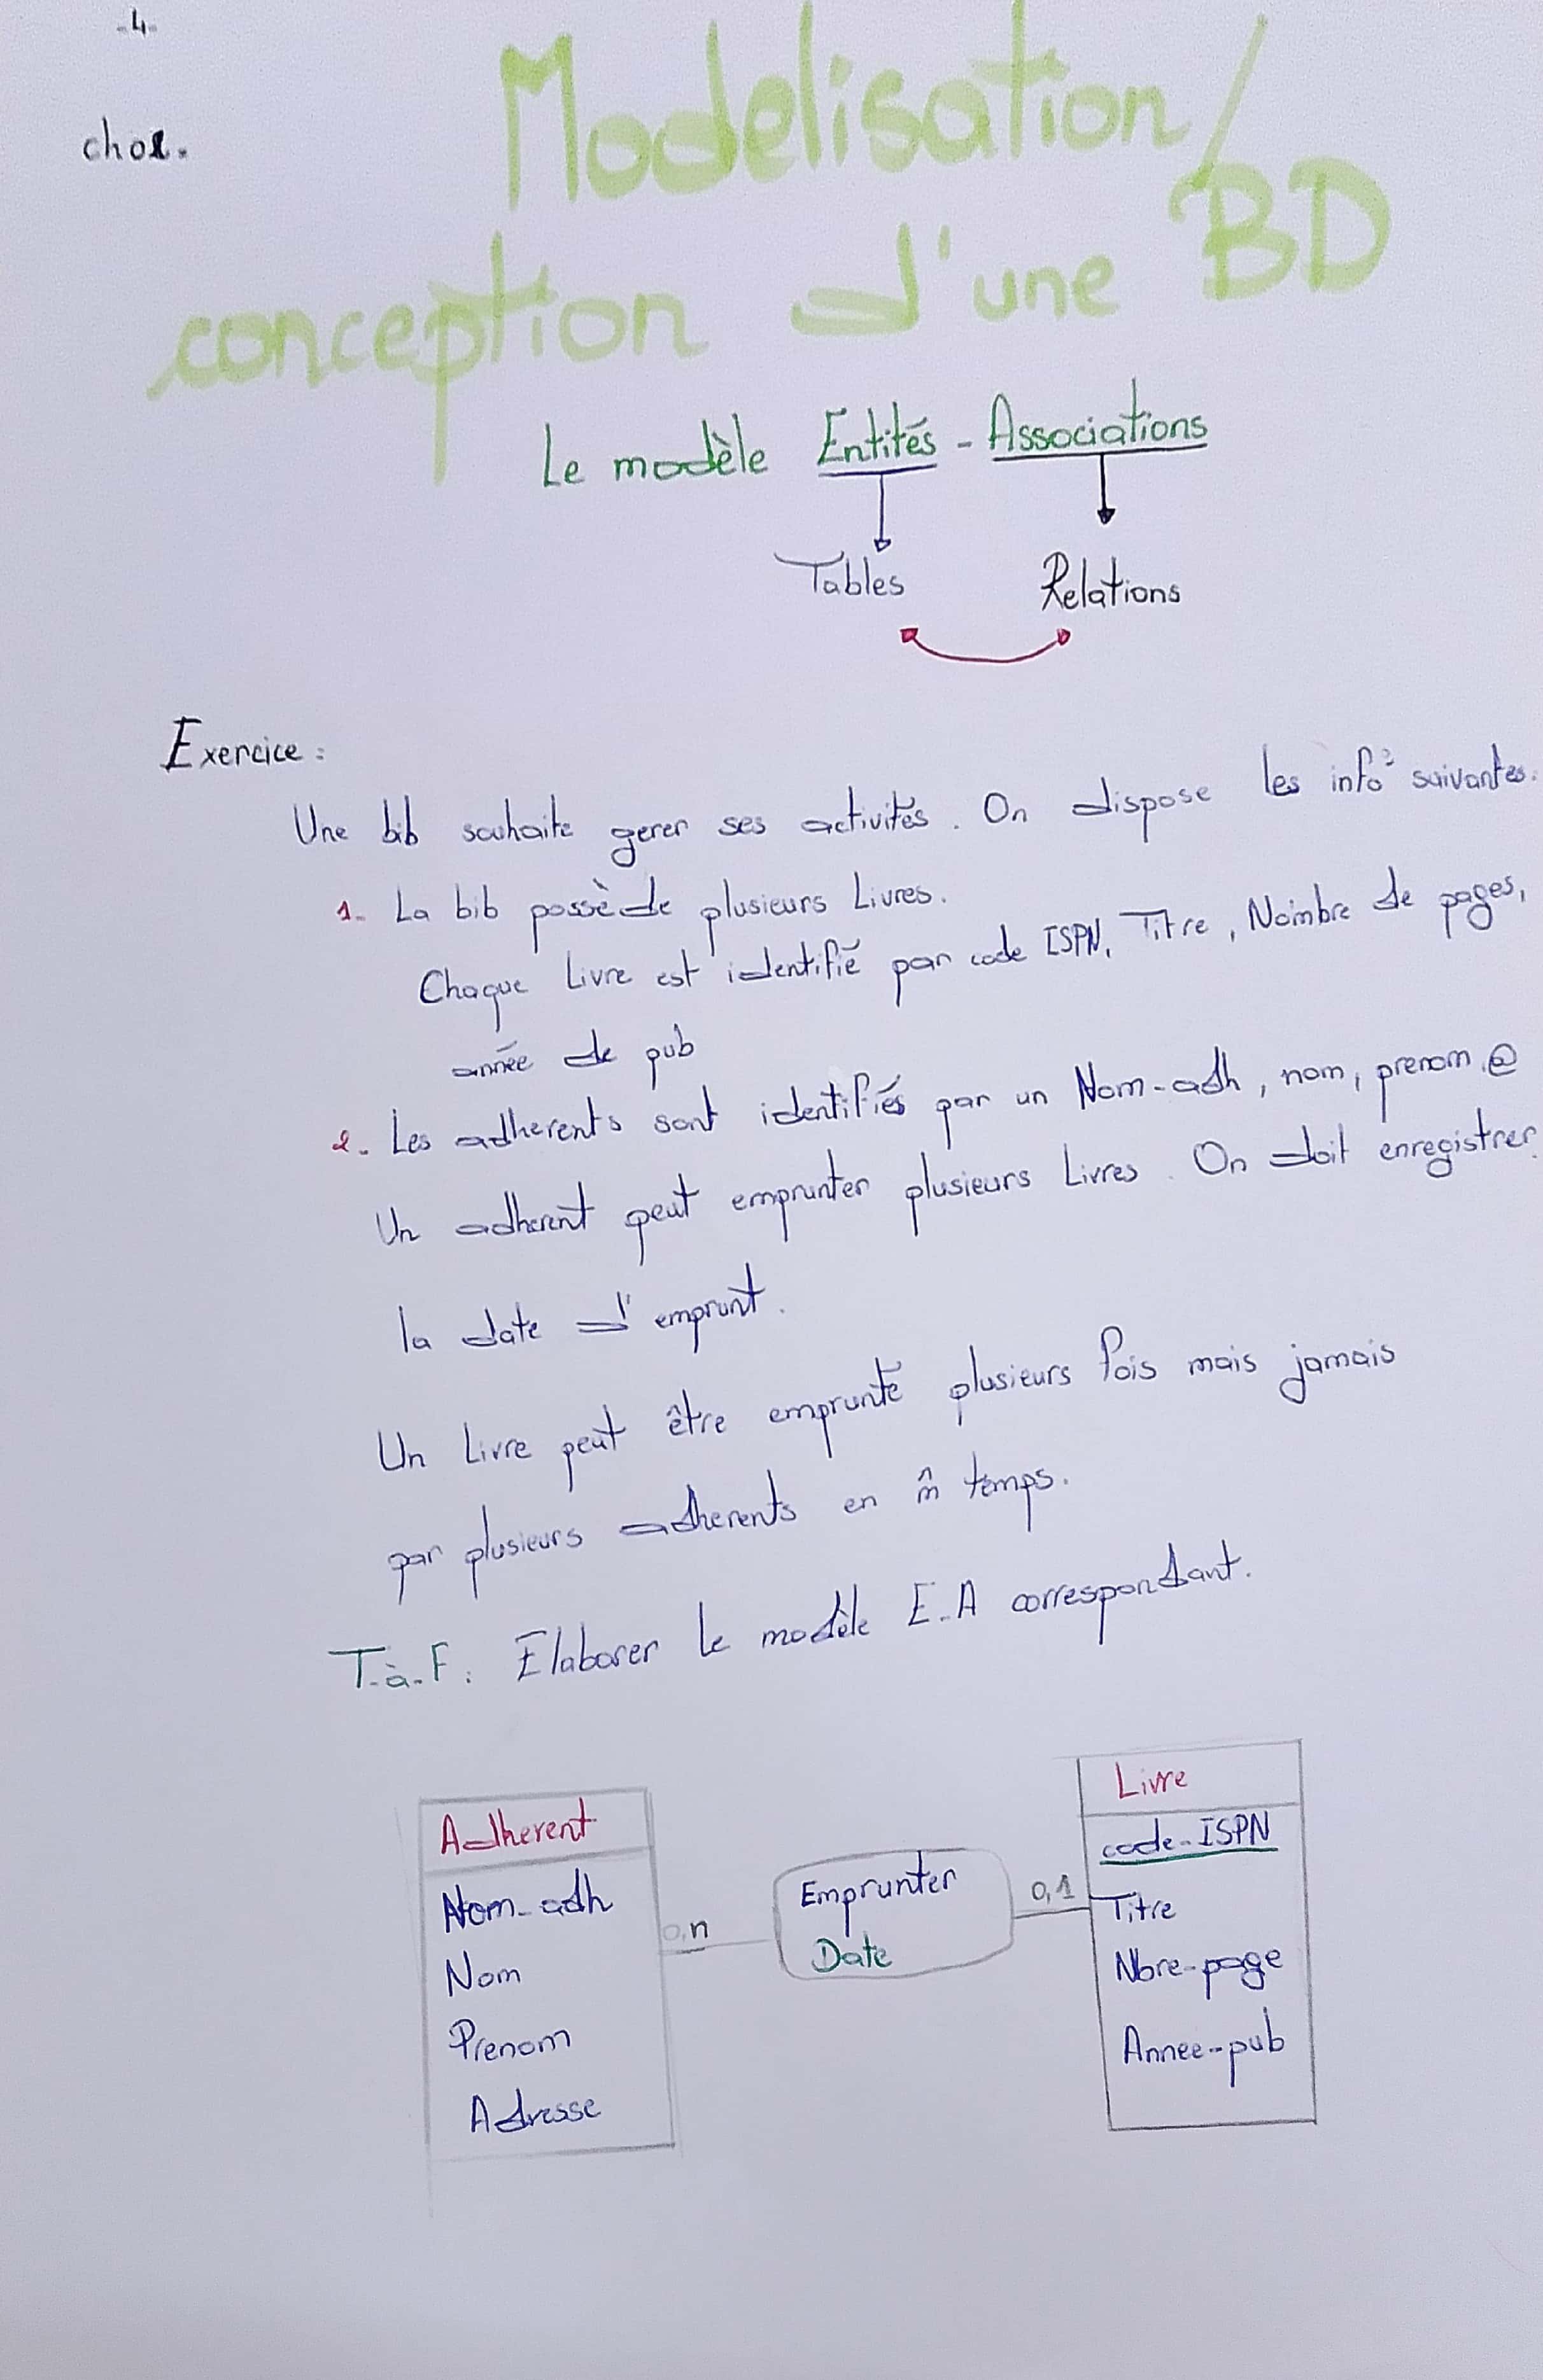 -4-
chol.
Modelisation/
conception d'une BD
Le modèle Entités - Associations
Tables Relations
Exercice :
Une bib souhaite gerer ses activités. On dispose les info² suivantes.
1- La bib possède plusieurs Livres.
Chaque Livre est identifié par code ISPN, Titre, Nombre de pages,
année de pub
2- Les adherents sont identifiés par un Nom-adh, nom, prenom, @
Un adherent peut emprunter plusieurs Livres. On doit enregistrer
la date d'emprunt.
Un Livre peut être emprunté plusieurs fois mais jamais
par plusieurs adherents en m̂ temps.
T-à-F: Elaborer le modèle E-A correspondant.
Livre
Adherent
code-ISPN
Emprunter
0,1
Nom-adh
Titre
0,n
Date
Nom
Nbre-page
Prenom
Annee-pub
Adresse